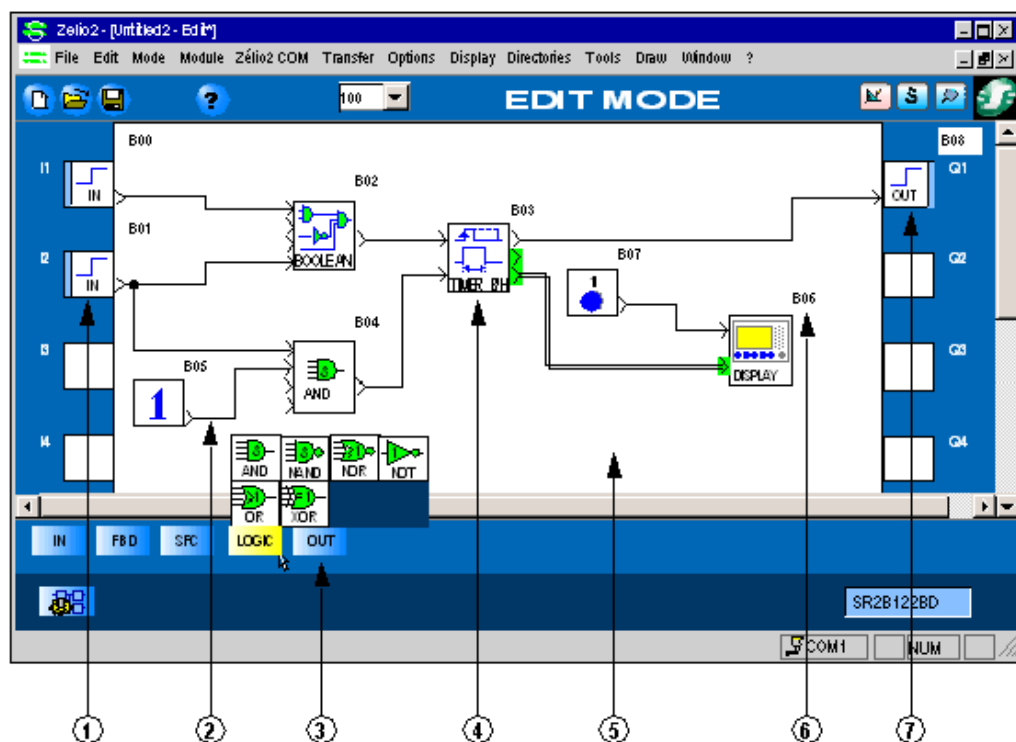 Zelio2 - [Untitled2 - Edit*]
File Edit Mode Module Zélio2 COM Transfer Options Display Directories Tools Draw Window ?
? 100 EDIT MODE S
B00 B08
I1 IN B02 OUT Q1
B01 BOOLEAN B03
I2 IN TIMER B/H B07 1 Q2
B04 B06
I3 B05 AND DISPLAY Q3
1
I4 AND NAND NOR NOT Q4
OR XOR
IN FBD SFC LOGIC OUT
SR2B122BD
COM1 NUM
1 2 3 4 5 6 7